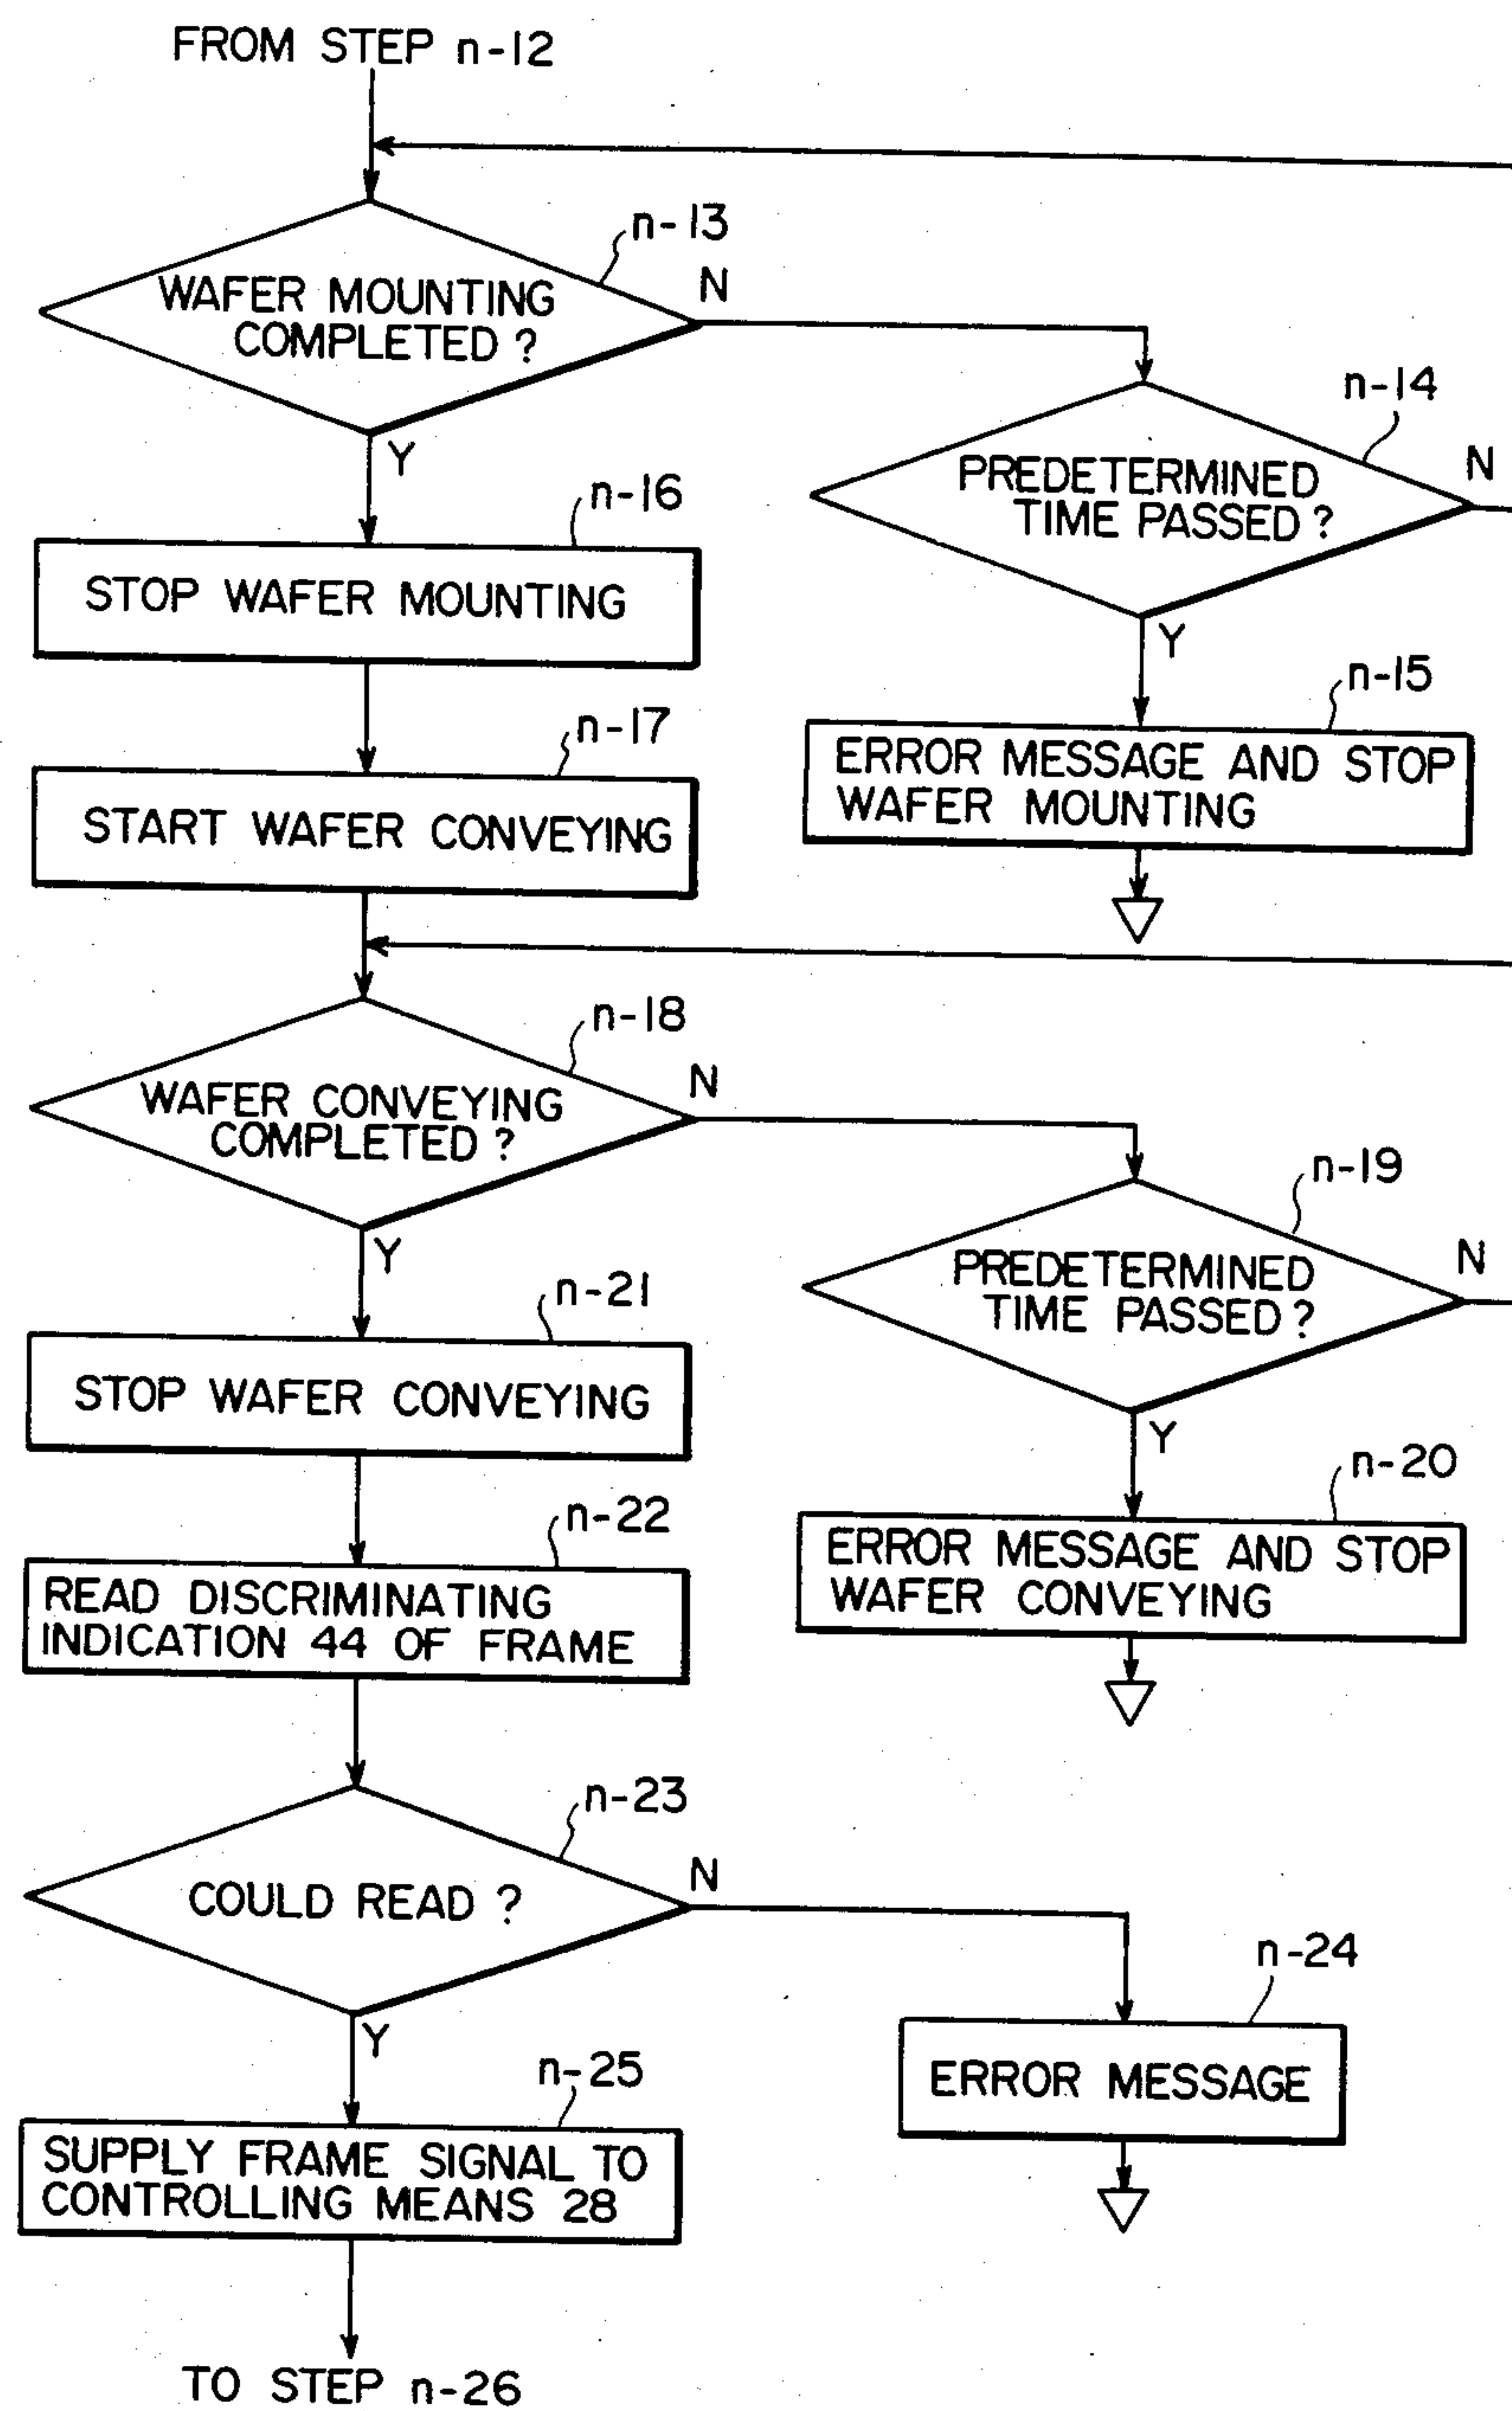 FROM STEP n-12
n-13
WAFER MOUNTING
COMPLETED ?
N
Y
n-14
PREDETERMINED
TIME PASSED ?
N
Y
n-15
ERROR MESSAGE AND STOP
WAFER MOUNTING
n-16
STOP WAFER MOUNTING
n-17
START WAFER CONVEYING
n-18
WAFER CONVEYING
COMPLETED ?
N
Y
n-19
PREDETERMINED
TIME PASSED ?
N
Y
n-20
ERROR MESSAGE AND STOP
WAFER CONVEYING
n-21
STOP WAFER CONVEYING
n-22
READ DISCRIMINATING
INDICATION 44 OF FRAME
n-23
COULD READ ?
N
Y
n-24
ERROR MESSAGE
n-25
SUPPLY FRAME SIGNAL TO
CONTROLLING MEANS 28
TO STEP n-26